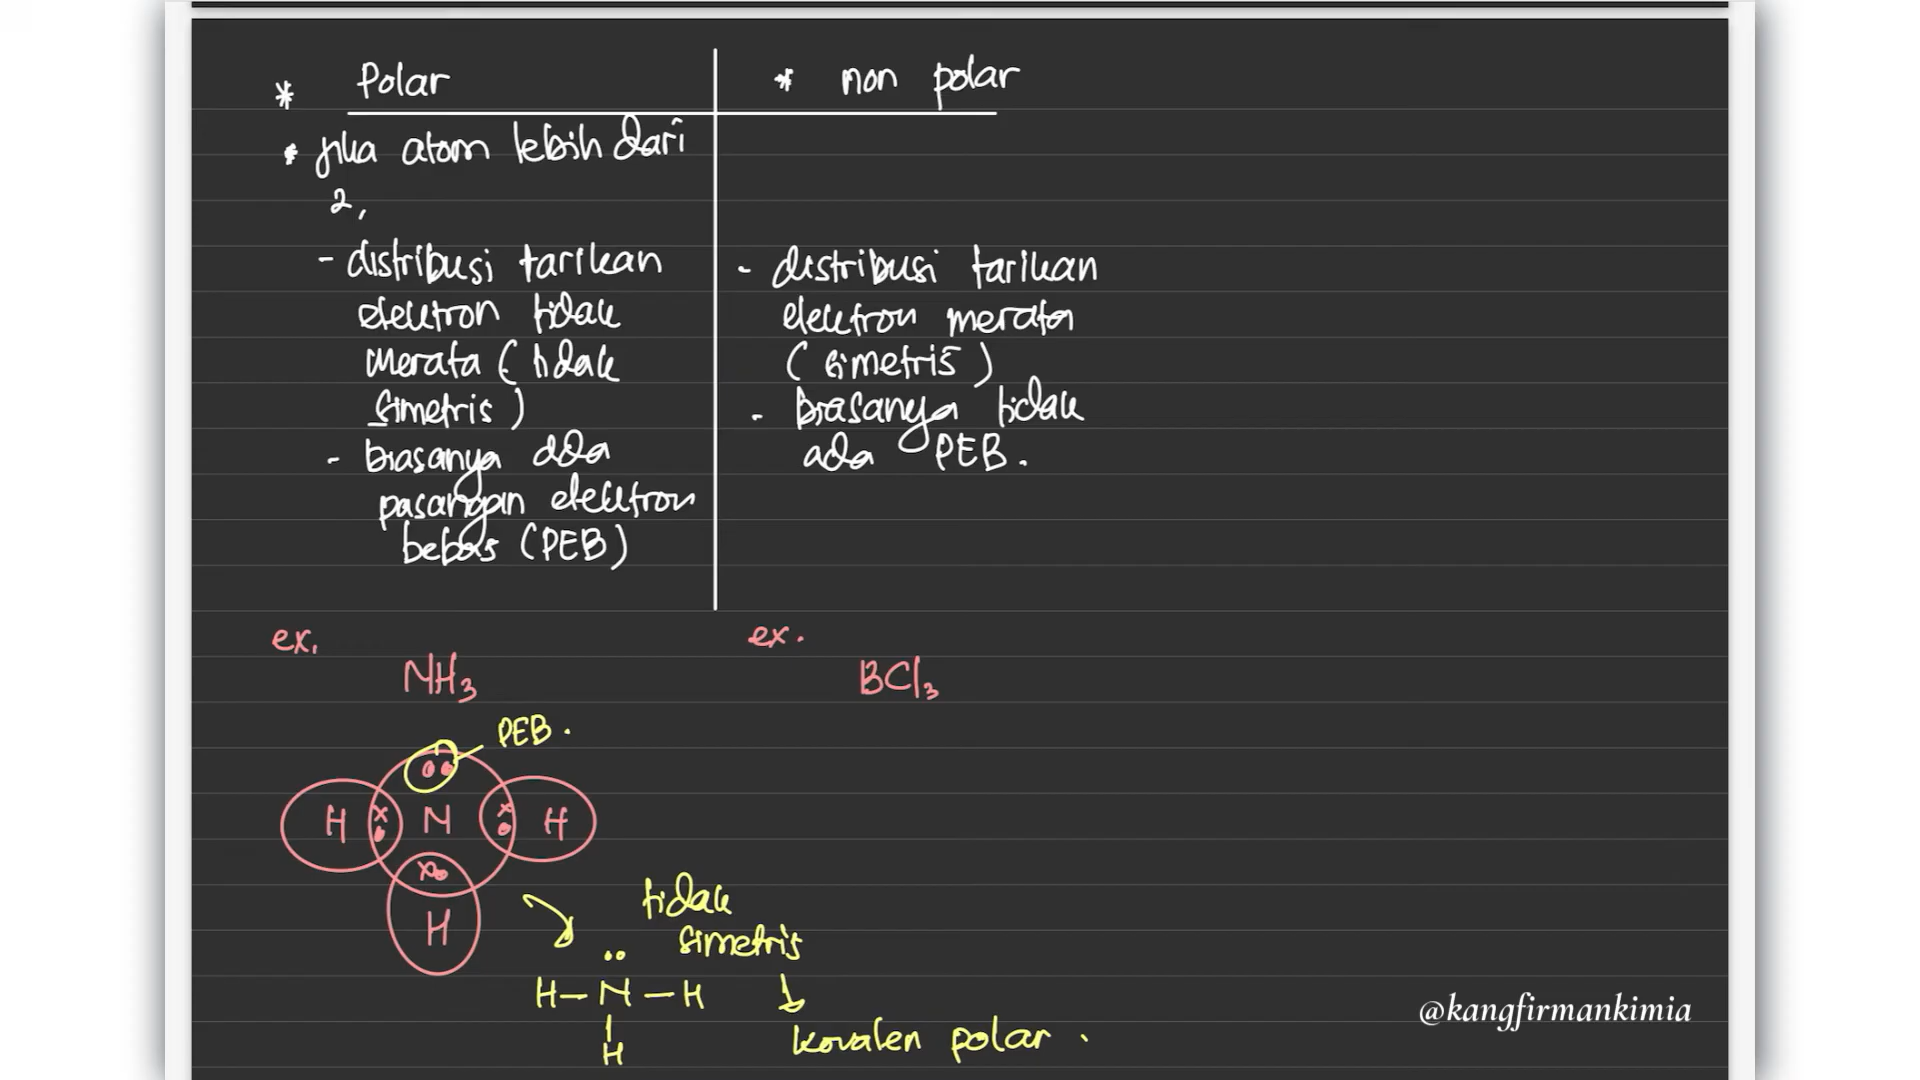 * Polar
* non polar
• jika atom lebih dari
2,
- distribusi tarikan
elektron tidak
merata (tidak
simetris)
- biasanya ada
pasangan elektron
bebas (PEB)
- distribusi tarikan
elektron merata
(simetris)
- biasanya tidak
ada PEB.
ex.
NH3
ex.
BCl3
PEB.
H N H
H
tidak
simetris
H-N-H
H
kovalen polar.
@kangfirmankimia